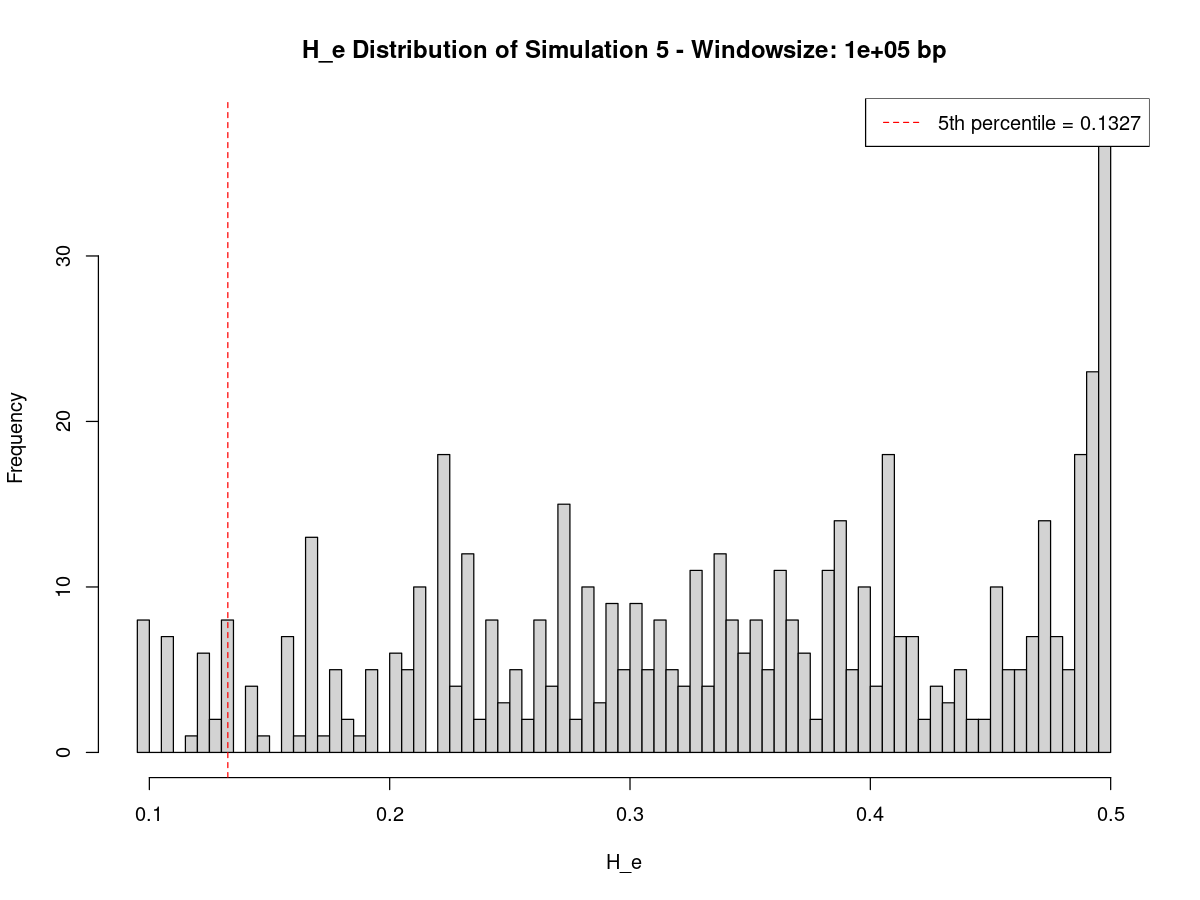 H_e Distribution of Simulation 5 - Windowsize: 1e+05 bp
5th percentile = 0.1327
Frequency
30
20
10
0
0.1 0.2 0.3 0.4 0.5
H_e